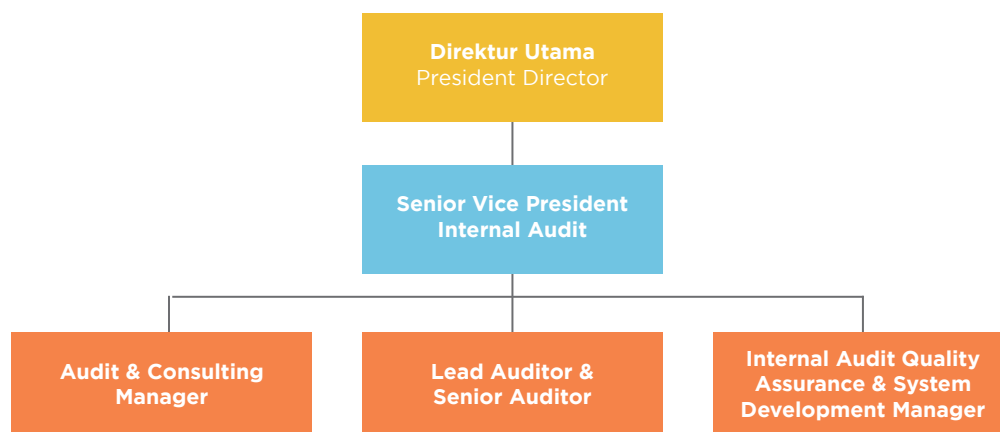 Direktur Utama
President Director
Senior Vice President
Internal Audit
Audit & Consulting
Manager
Lead Auditor &
Senior Auditor
Internal Audit Quality
Assurance & System
Development Manager